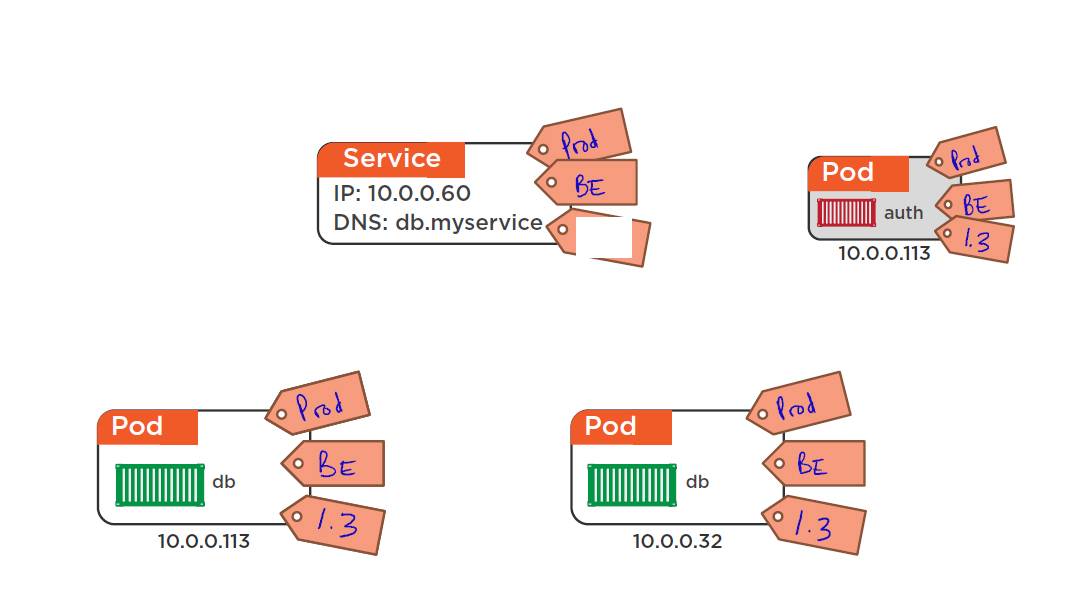 Service
IP: 10.0.0.60
DNS: db.myservice
Prod
BE
Pod
auth
10.0.0.113
Prod
BE
1.3
Pod
db
10.0.0.113
Prod
BE
1.3
Pod
db
10.0.0.32
Prod
BE
1.3